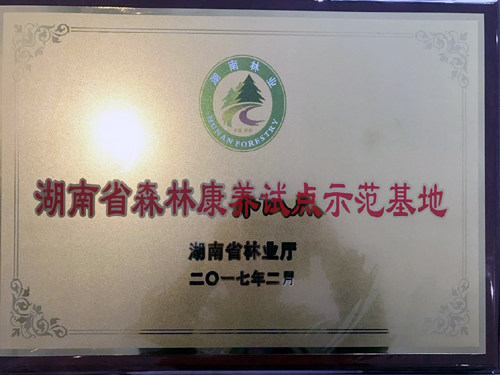 湖南林业
HUNAN FORESTRY
湖南省森林康养试点示范基地
湖南省林业厅
二〇一七年二月